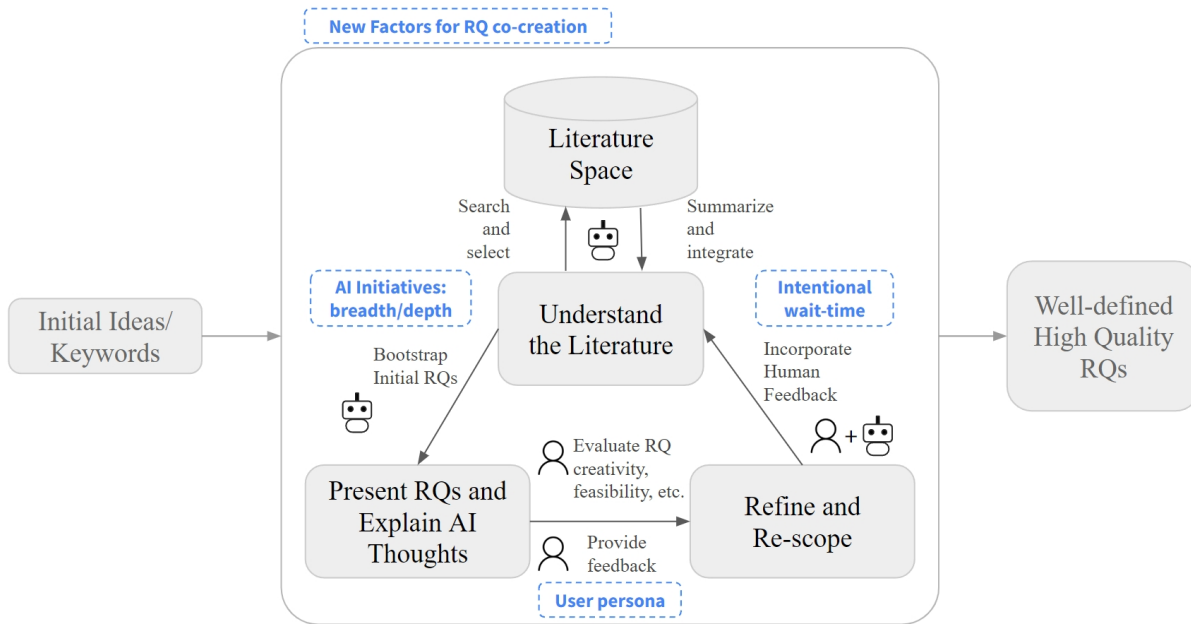 New Factors for RQ co-creation
Literature
Space
Search
and
select
Summarize
and
integrate
AI Initiatives:
breadth/depth
Intentional
wait-time
Initial Ideas/
Keywords
Understand
the Literature
Well-defined
High Quality
RQs
Bootstrap
Initial RQs
Incorporate
Human
Feedback
+
Evaluate RQ
creativity,
feasibility, etc.
Present RQs and
Explain AI
Thoughts
Refine and
Re-scope
Provide
feedback
User persona